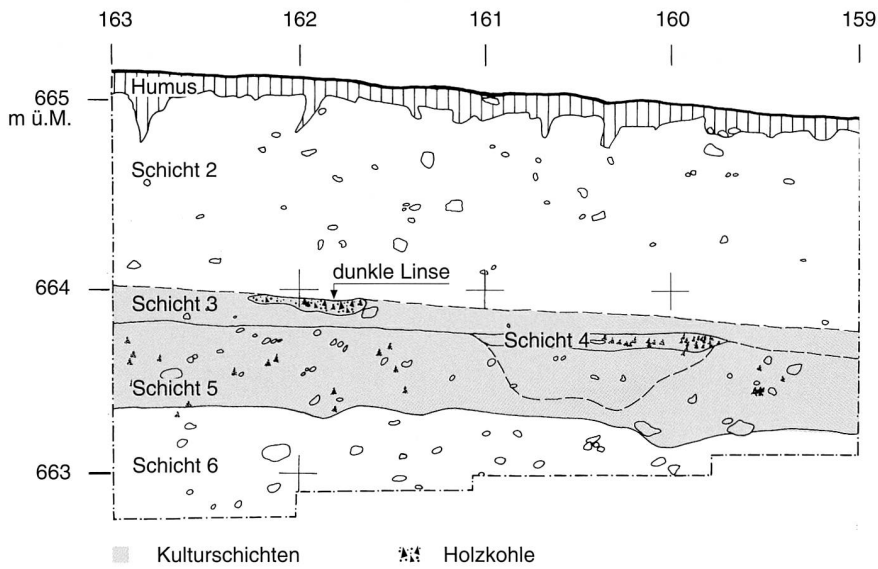 163 162 161 160 159
665
m ü.M.
Humus
Schicht 2
dunkle Linse
664
Schicht 3
Schicht 4
Schicht 5
Schicht 6
663
Kulturschichten Holzkohle